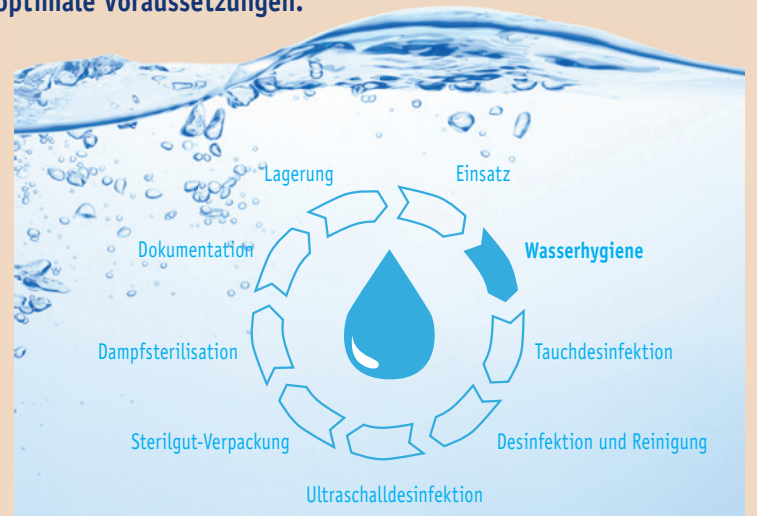 optimale Voraussetzungen.
Lagerung
Einsatz
Dokumentation
Wasserhygiene
Dampfsterilisation
Tauchdesinfektion
Sterilgut-Verpackung
Desinfektion und Reinigung
Ultraschalldesinfektion